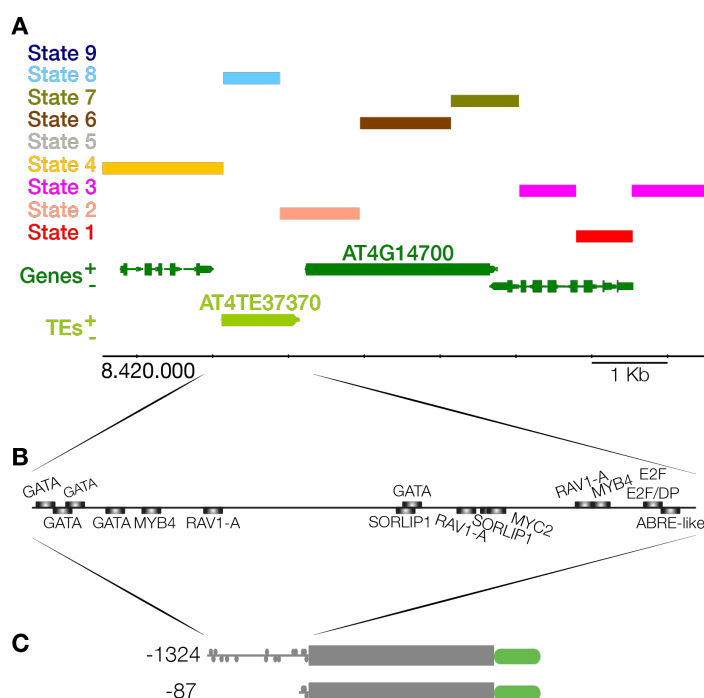 A
State 9
State 8
State 7
State 6
State 5
State 4
State 3
State 2
State 1
Genes + -
AT4G14700
AT4TE37370
TEs + -
8.420.000
1 Kb
B
GATA
GATA
GATA
GATA
MYB4
RAV1-A
GATA
SORLIP1
RAV1-A
SORLIP1
MYC2
RAV1-A
MYB4
E2F
E2F/DP
ABRE-like
C
-1324
-87